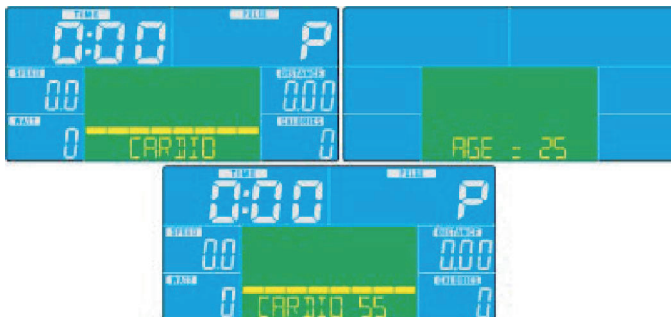 TIME PULSE
0:00 P
SPEED DISTANCE
0.0 0.00
WATT CALORIES
0 0
CARDIO
AGE = 25
TIME PULSE
0:00 P
SPEED DISTANCE
0.0 0.00
WATT CALORIES
0 0
CARDIO 55